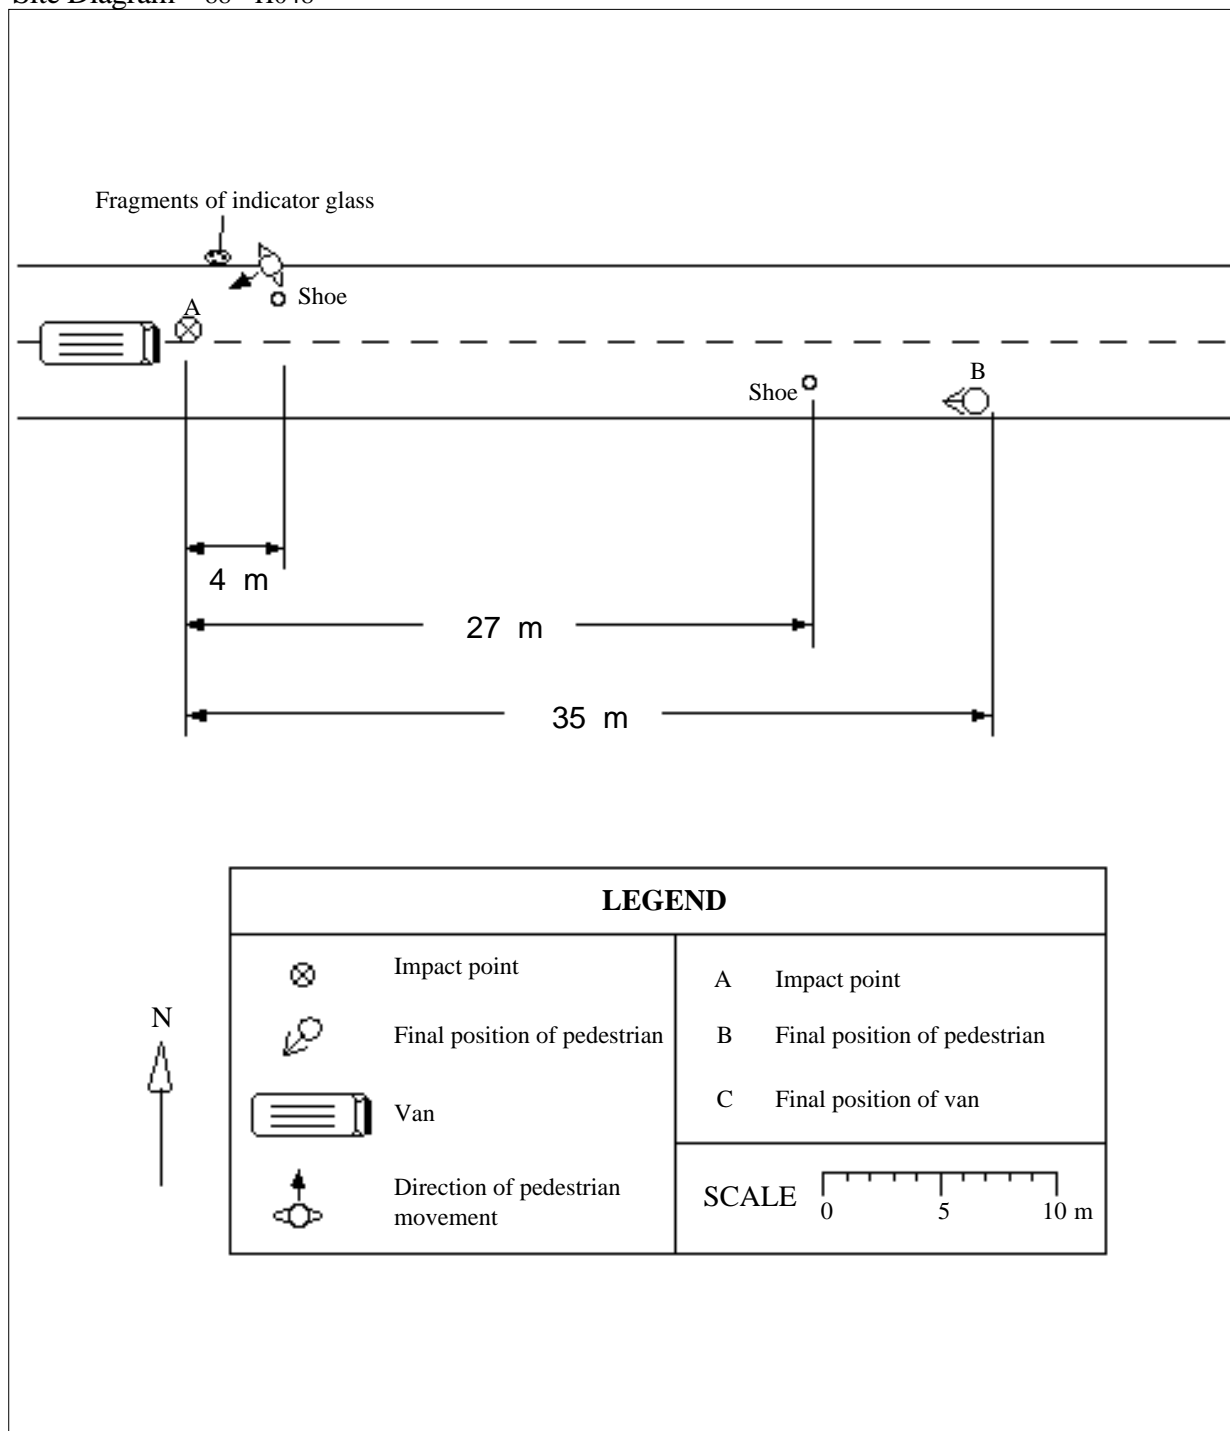 Fragments of indicator glass
A
Shoe
B
Shoe
4 m
27 m
35 m
LEGEND
Impact point
Final position of pedestrian
Van
Direction of pedestrian
movement
A Impact point
B Final position of pedestrian
C Final position of van
SCALE
0 5 10 m
N